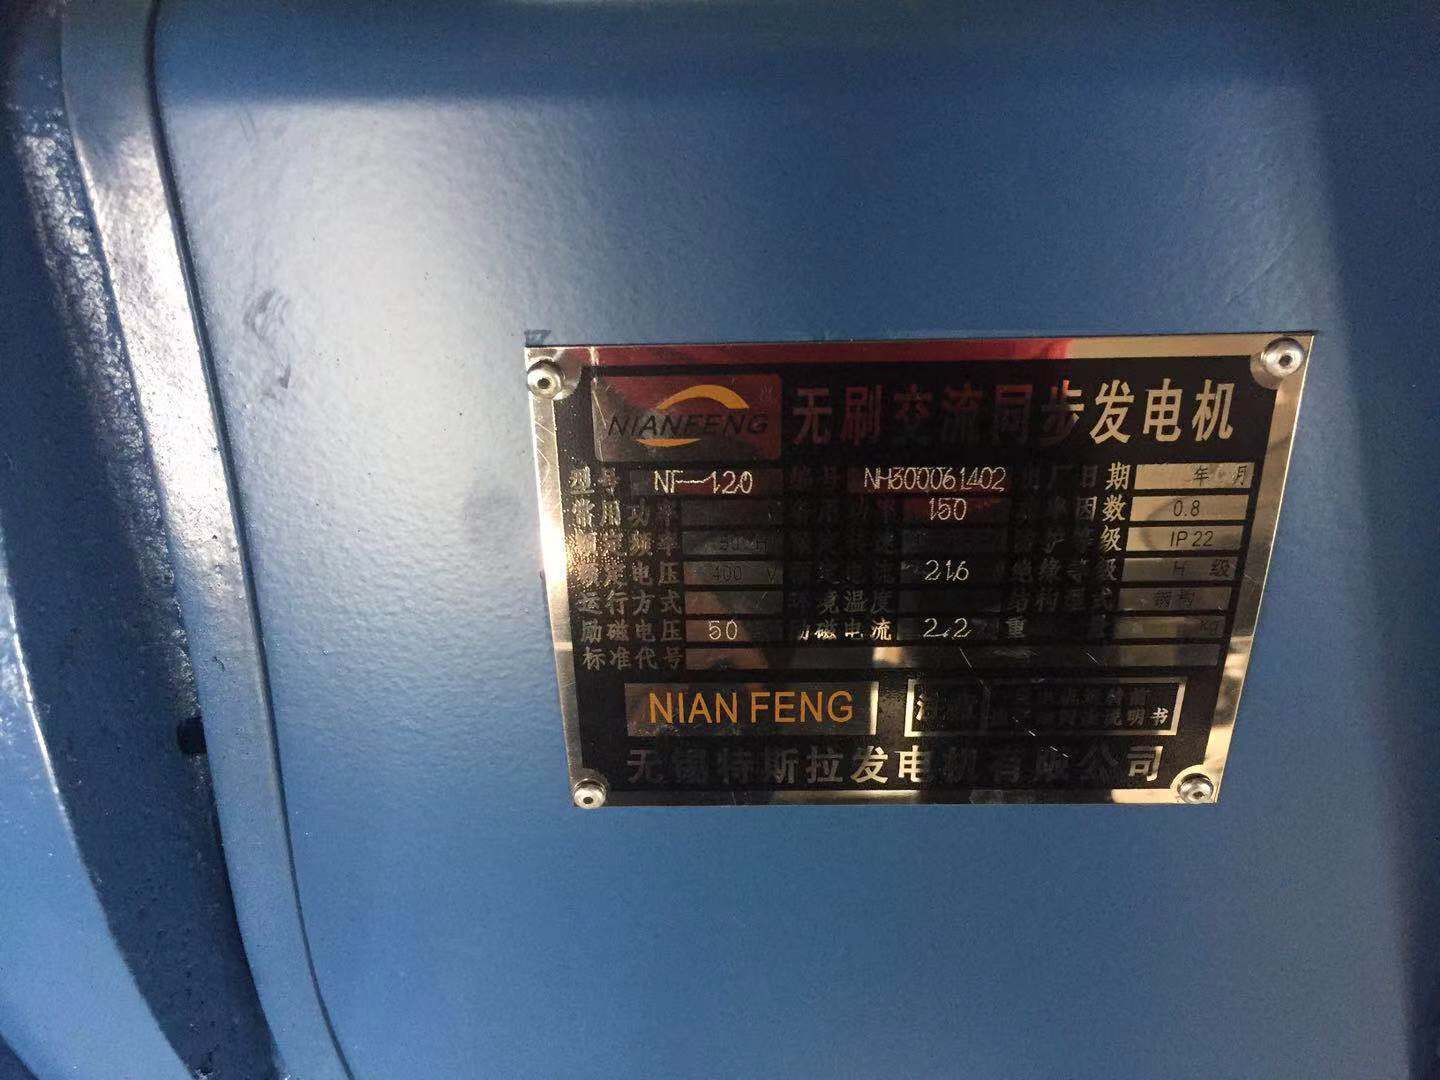 NIANFENG 无刷交流同步发电机
型号 NF-120 编号 NH300061402 出厂日期 年 月
常用功率 备用功率 150 功率因数 0.8
额定频率 50 H 额定转速 防护等级 IP22
额定电压 400 V 额定电流 216 绝缘等级 H 级
运行方式 环境温度 结构型式
励磁电压 50 励磁电流 2.2 重 kg
标准代号
NIAN FENG
明书
无锡特斯拉发电机有限公司